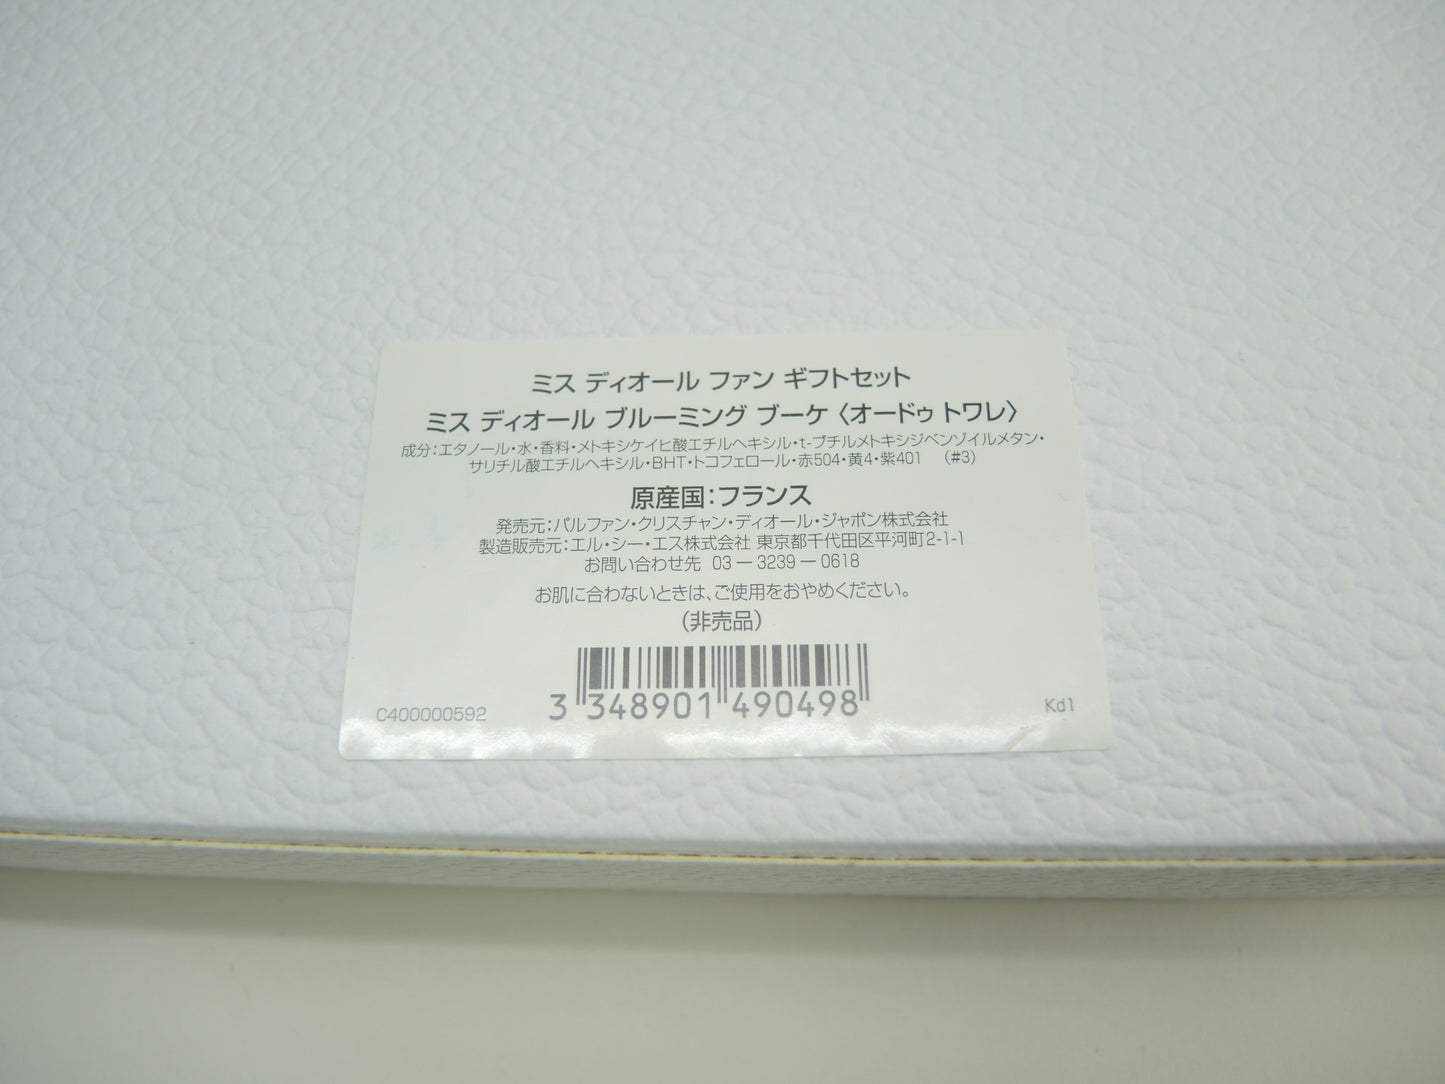 ミス ディオール ファン ギフトセット
ミス ディオール ブルーミング ブーケ〈オードゥ トワレ〉
成分:エタノール・水・香料・メトキシケイヒ酸エチルヘキシル・t-ブチルメトキシジベンゾイルメタン・
サリチル酸エチルヘキシル・BHT・トコフェロール・赤504・黄4・紫401 (#3)
原産国:フランス
発売元:パルファン・クリスチャン・ディオール・ジャポン株式会社
製造販売元:エル・シー・エス株式会社 東京都千代田区平河町2-1-1
お問い合わせ先 03-3239-0618
お肌に合わないときは、ご使用をおやめください。
(非売品)
3 348901 490498
C400000592
Kd1